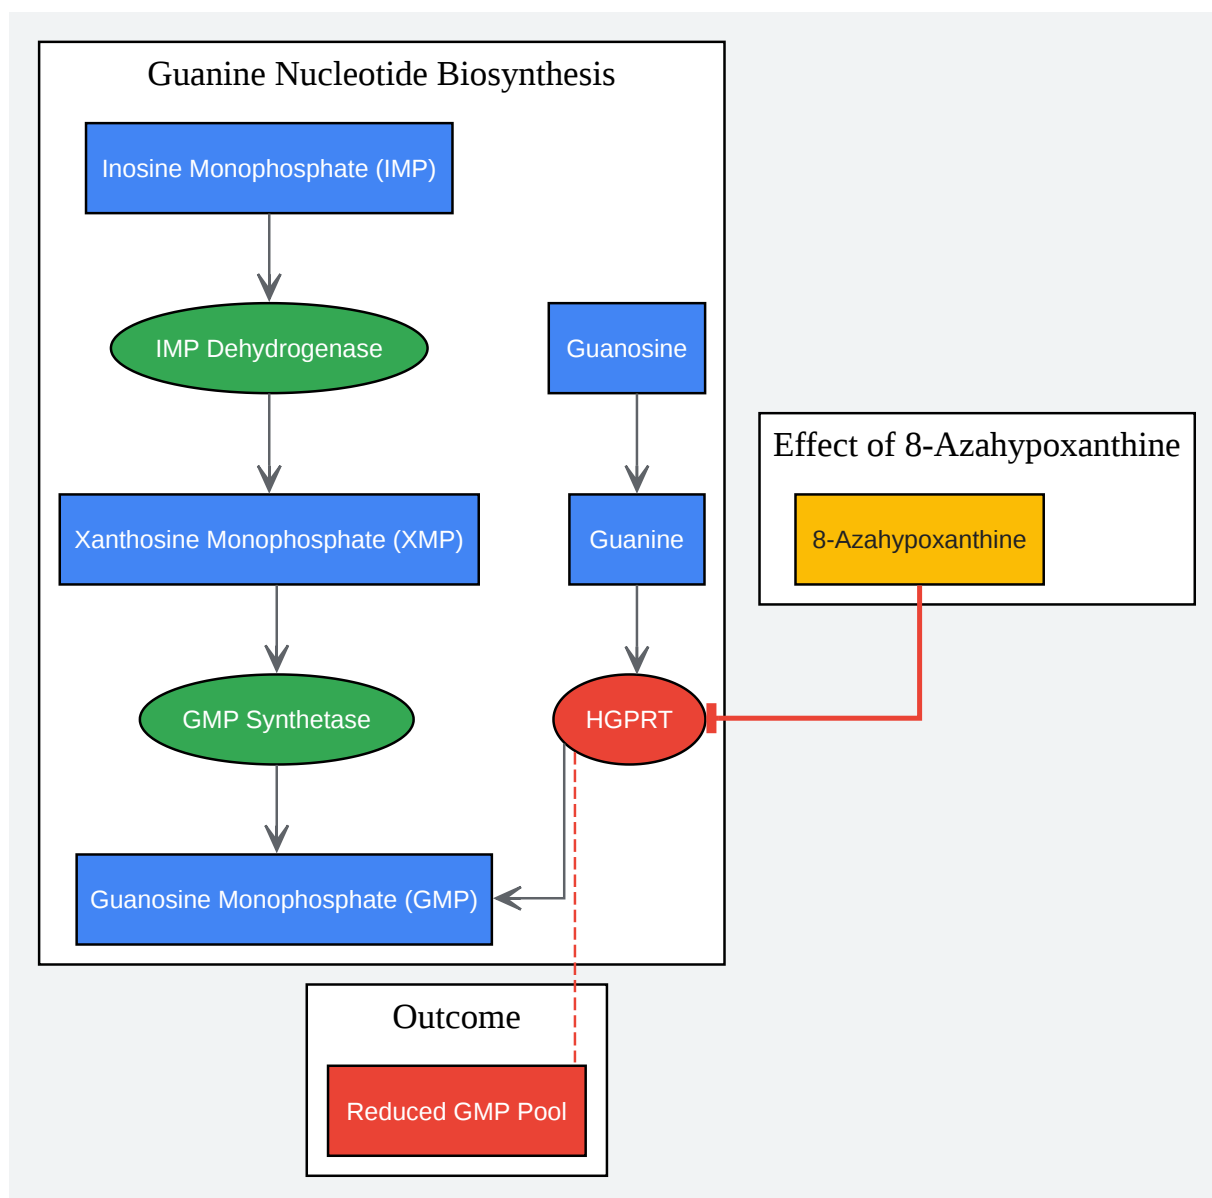 Guanine Nucleotide Biosynthesis
Inosine Monophosphate (IMP)
IMP Dehydrogenase
Guanosine
Effect of 8-Azahypoxanthine
Xanthosine Monophosphate (XMP)
Guanine
8-Azahypoxanthine
GMP Synthetase
HGPRT
Guanosine Monophosphate (GMP)
Outcome
Reduced GMP Pool